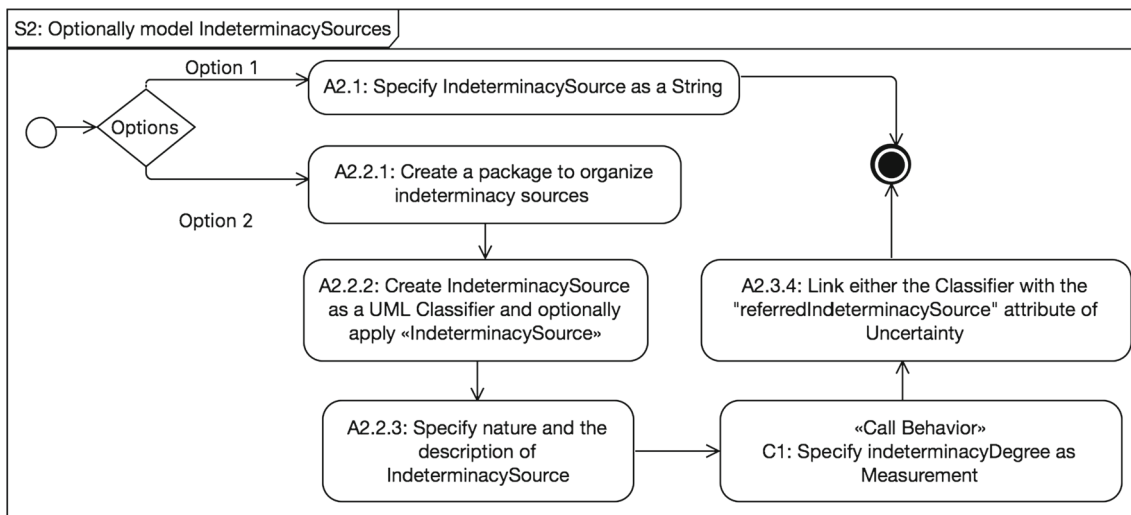 S2: Optionally model IndeterminacySources
Option 1
A2.1: Specify IndeterminacySource as a String
Options
A2.2.1: Create a package to organize
indeterminacy sources
Option 2
A2.2.2: Create IndeterminacySource
as a UML Classifier and optionally
apply «IndeterminacySource»
A2.3.4: Link either the Classifier with the
"referredIndeterminacySource" attribute of
Uncertainty
A2.2.3: Specify nature and the
description of
IndeterminacySource
«Call Behavior»
C1: Specify indeterminacyDegree as
Measurement